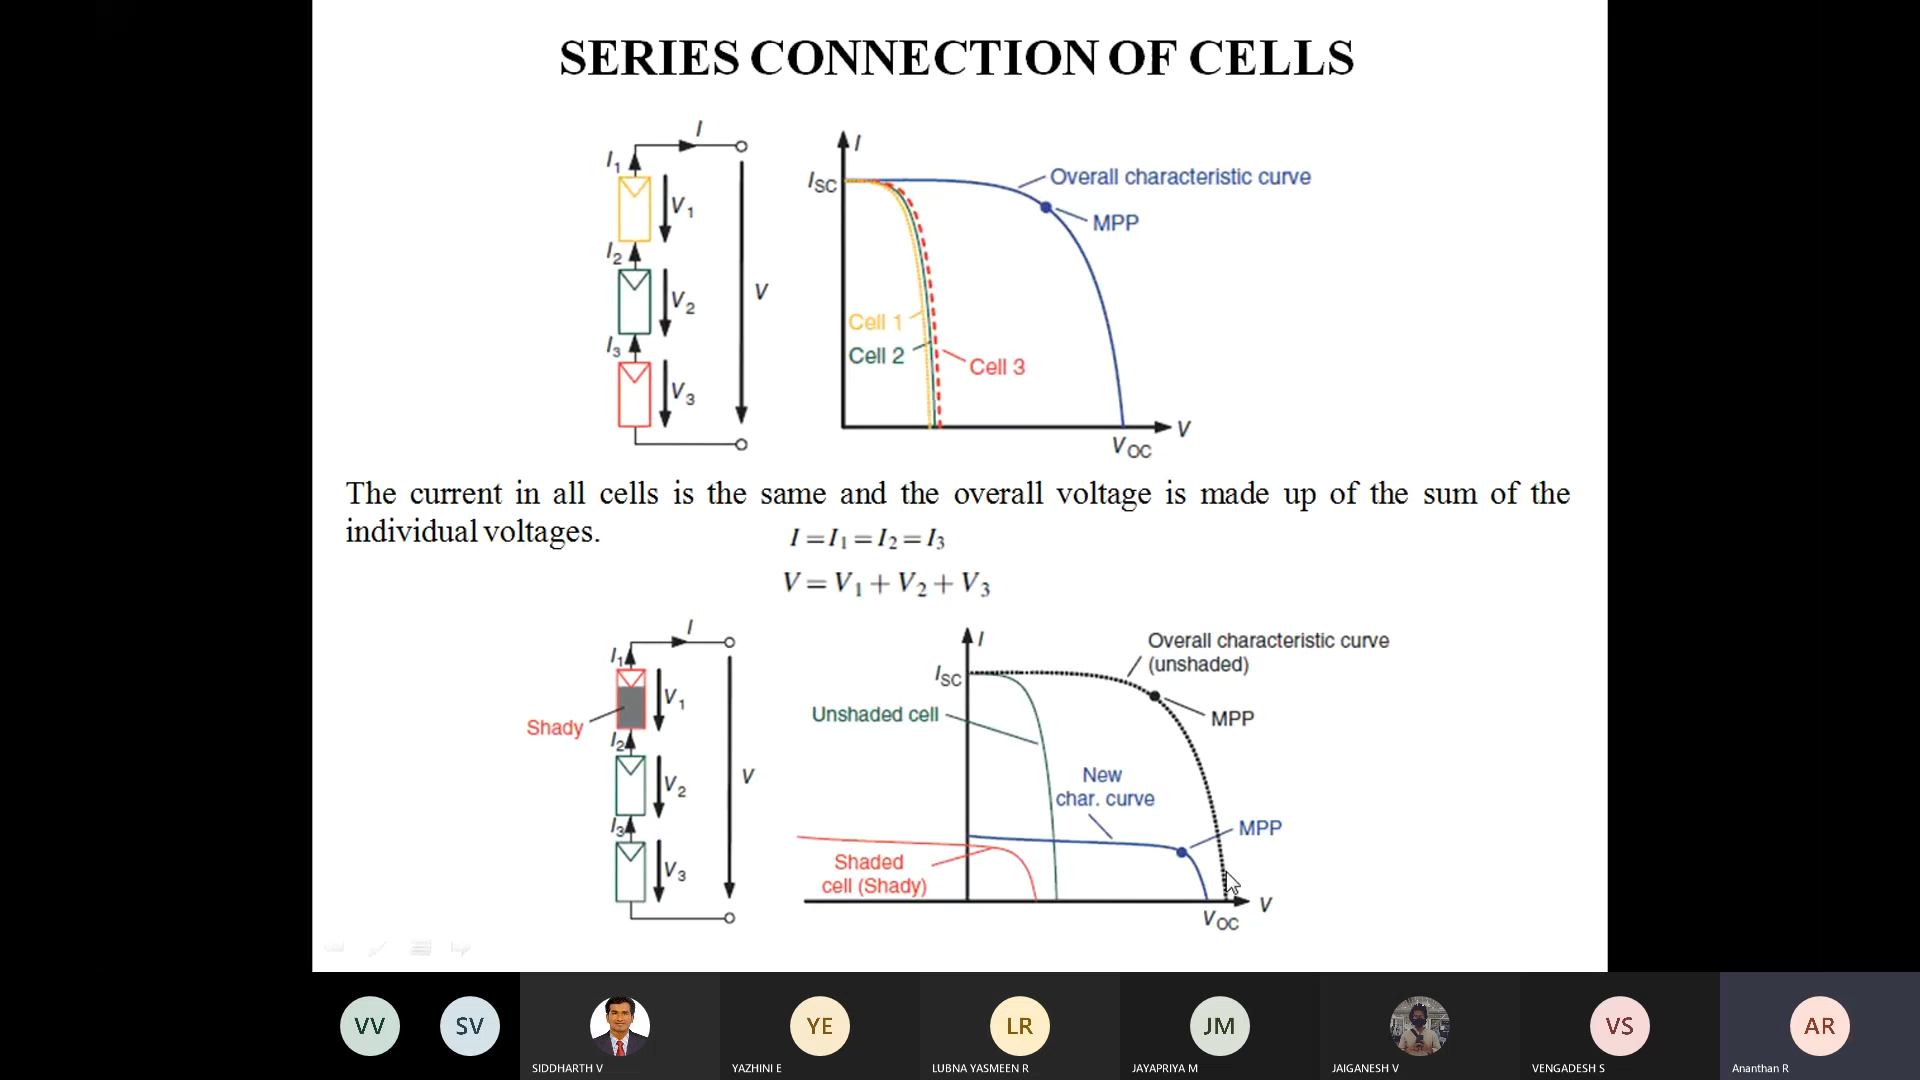 SERIES CONNECTION OF CELLS
I
I1
V1
I2
V2
V
I3
V3
I
ISC
Overall characteristic curve
MPP
Cell 1
Cell 2
Cell 3
V
VOC
The current in all cells is the same and the overall voltage is made up of the sum of the
individual voltages.
I = I1 = I2 = I3
V = V1 + V2 + V3
I
I1
V1
Shady
I2
V2
V
I3
V3
I
ISC
Overall characteristic curve
(unshaded)
Unshaded cell
MPP
New
char. curve
MPP
Shaded
cell (Shady)
V
VOC
VV
SV
YE
LR
JM
VS
AR
SIDDHARTH V
YAZHINI E
LUBNA YASMEEN R
JAYAPRIYA M
JAIGANESH V
VENGADESH S
Ananthan R